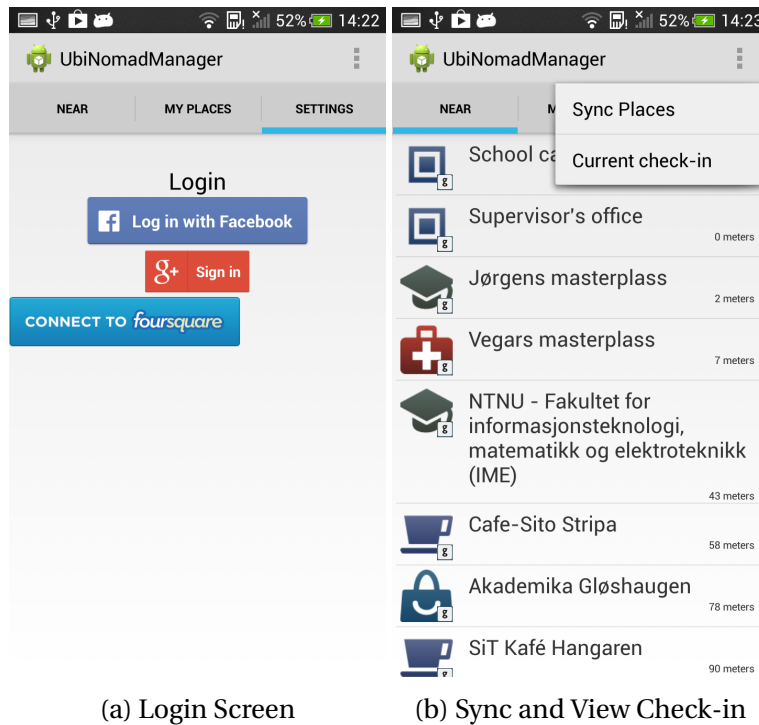 52% 14:22
UbiNomadManager
NEAR MY PLACES SETTINGS
Login
f Log in with Facebook
g+ Sign in
CONNECT TO foursquare
(a) Login Screen
52% 14:23
UbiNomadManager
NEAR M
Sync Places
Current check-in
School ca
g
Supervisor's office
g 0 meters
Jørgens masterplass
g 2 meters
Vegars masterplass
g 7 meters
NTNU - Fakultet for
g informasjonsteknologi,
matematikk og elektroteknikk
(IME)
43 meters
Cafe-Sito Stripa
g 58 meters
Akademika Gløshaugen
g 78 meters
SiT Kafé Hangaren
g 90 meters
(b) Sync and View Check-in